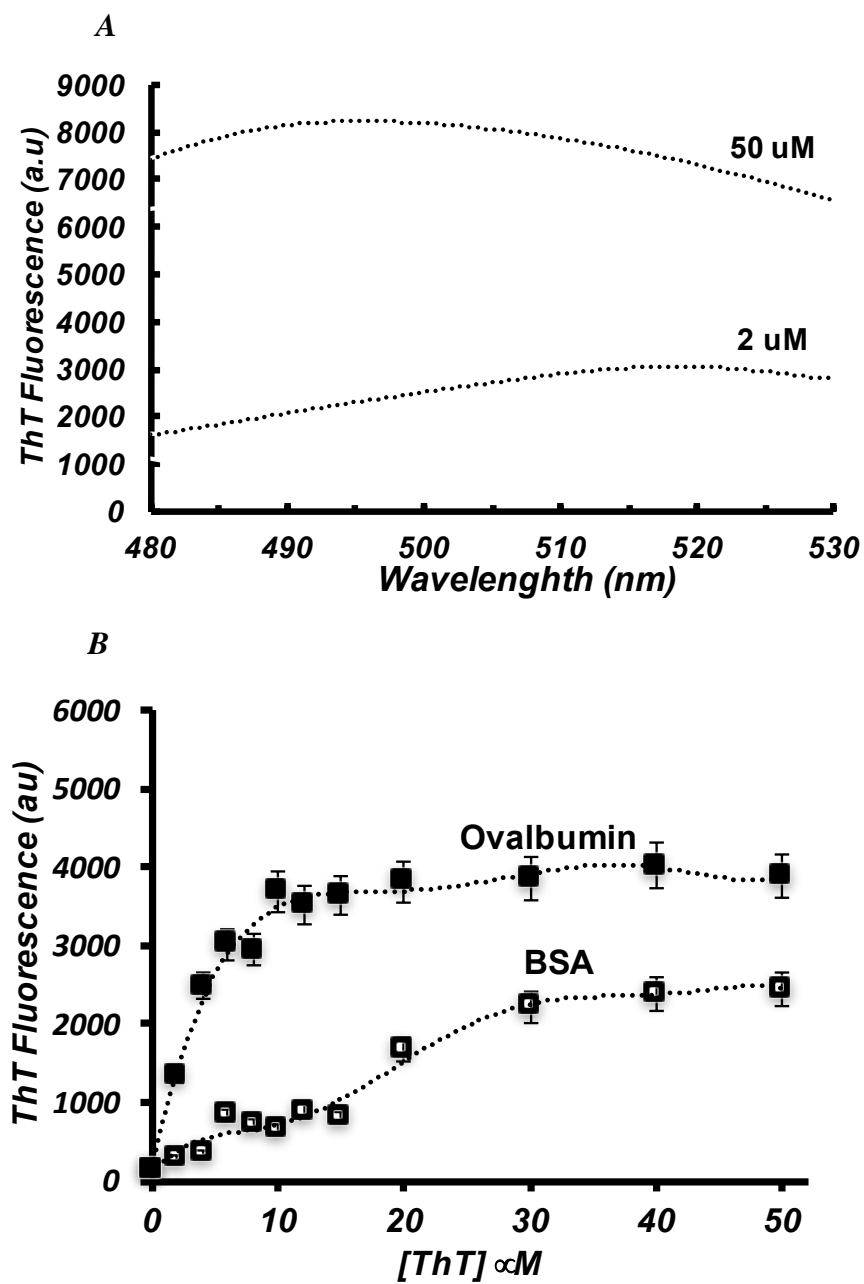 A
9000
8000
7000
6000
5000
4000
3000
2000
1000
0
ThT Fluorescence (a.u)
50 uM
2 uM
480 490 500 510 520 530
Wavelenghth (nm)
B
6000
5000
4000
3000
2000
1000
0
ThT Fluorescence (au)
Ovalbumin
BSA
0 10 20 30 40 50
[ThT] ∝M